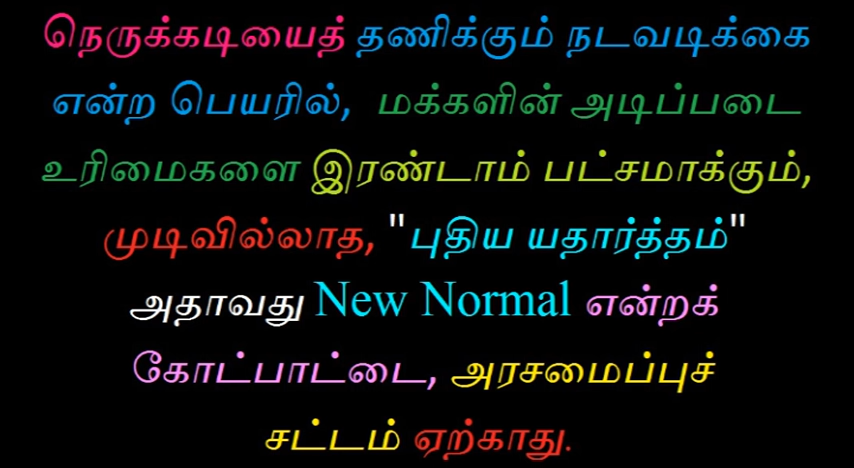 நெருக்கடியைத் தணிக்கும் நடவடிக்கை
என்ற பெயரில், மக்களின் அடிப்படை
உரிமைகளை இரண்டாம் பட்சமாக்கும்,
முடிவில்லாத, "புதிய யதார்த்தம்"
அதாவது New Normal என்றக்
கோட்பாட்டை, அரசமைப்புச்
சட்டம் ஏற்காது.